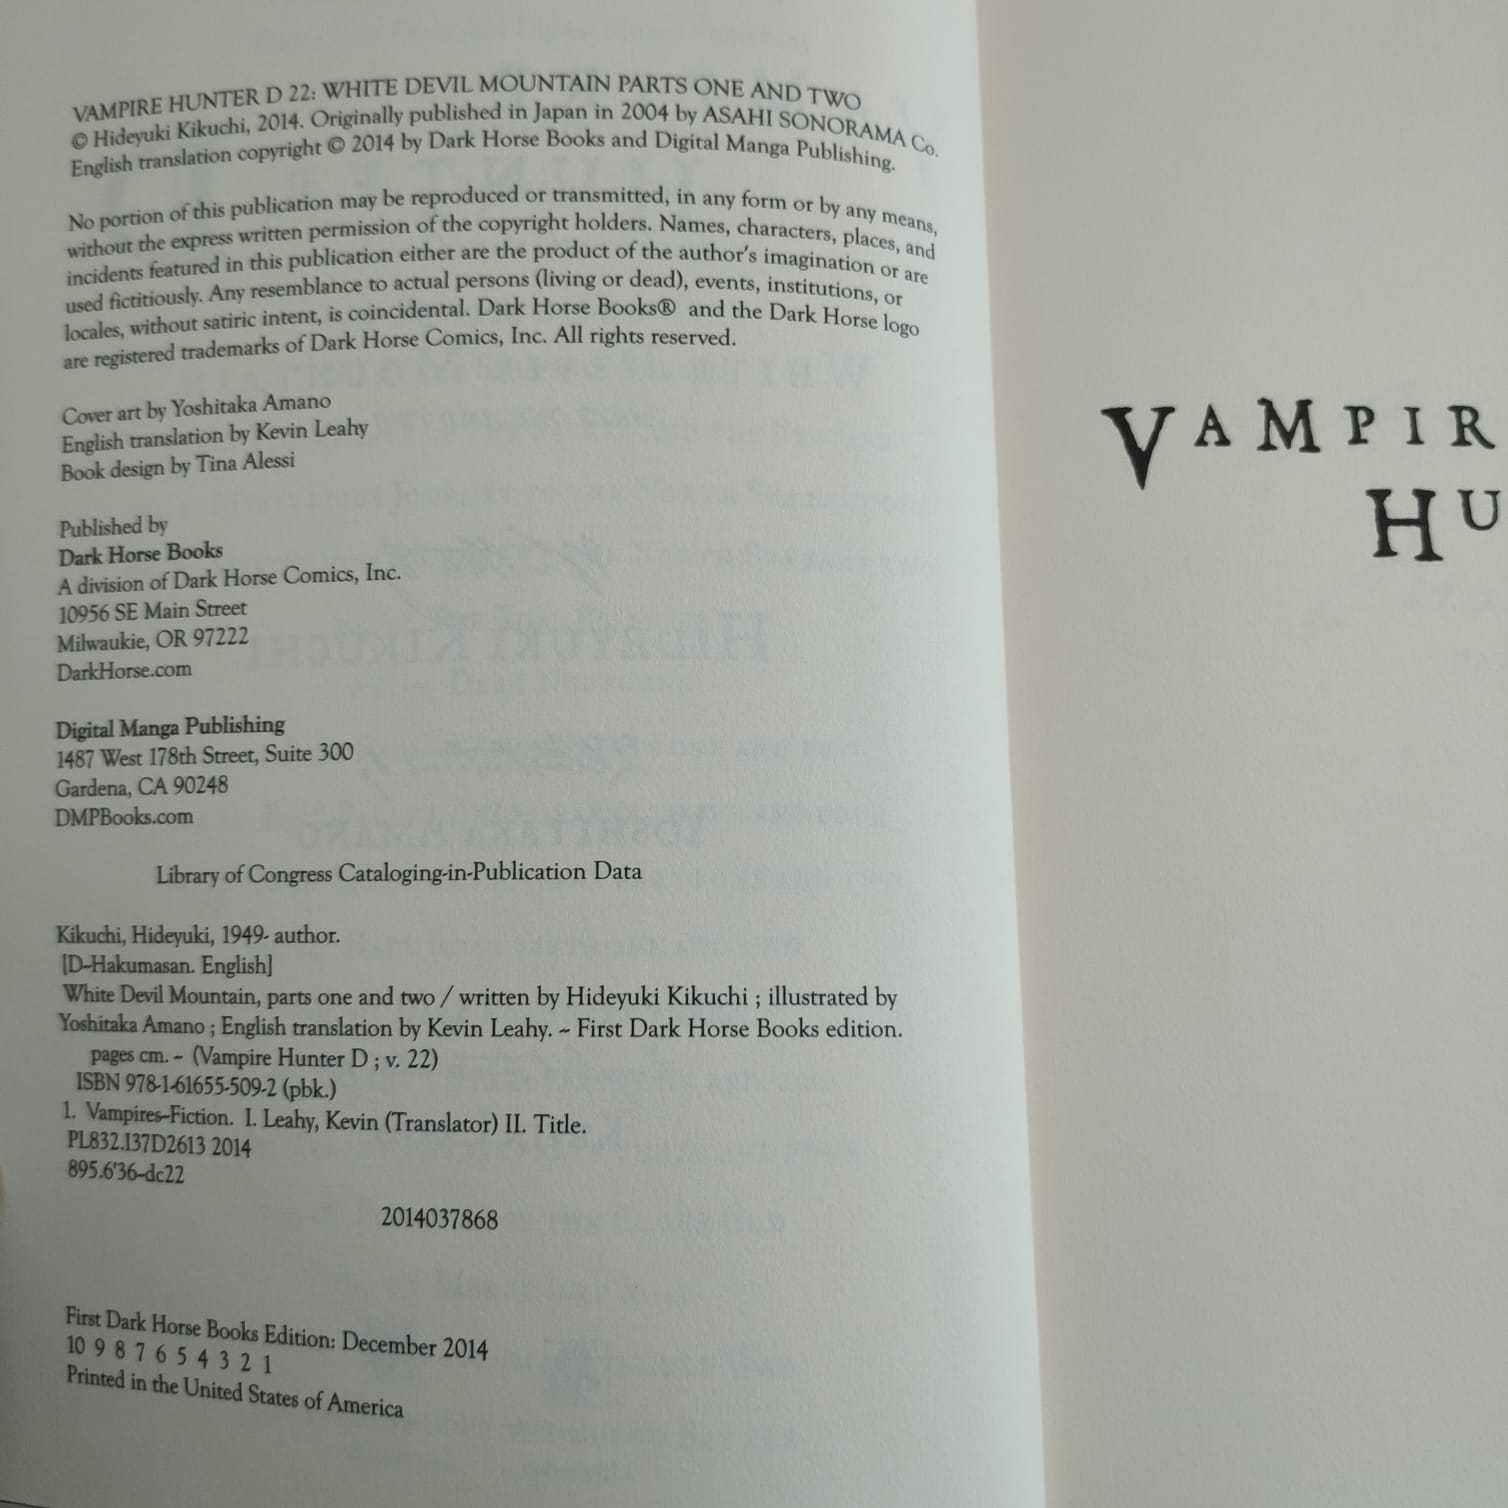 VAMPIRE HUNTER D 22: WHITE DEVIL MOUNTAIN PARTS ONE AND TWO
© Hideyuki Kikuchi, 2014. Originally published in Japan in 2004 by ASAHI SONORAMA Co.
English translation copyright © 2014 by Dark Horse Books and Digital Manga Publishing.
No portion of this publication may be reproduced or transmitted, in any form or by any means,
without the express written permission of the copyright holders. Names, characters, places, and
incidents featured in this publication either are the product of the author's imagination or are
used fictitiously. Any resemblance to actual persons (living or dead), events, institutions, or
locales, without satiric intent, is coincidental. Dark Horse Books® and the Dark Horse logo
are registered trademarks of Dark Horse Comics, Inc. All rights reserved.
Cover art by Yoshitaka Amano
English translation by Kevin Leahy
Book design by Tina Alessi
Published by
Dark Horse Books
A division of Dark Horse Comics, Inc.
10956 SE Main Street
Milwaukie, OR 97222
DarkHorse.com
Digital Manga Publishing
1487 West 178th Street, Suite 300
Gardena, CA 90248
DMPBooks.com
Library of Congress Cataloging-in-Publication Data
Kikuchi, Hideyuki, 1949- author.
[D-Hakumasan. English]
White Devil Mountain, parts one and two / written by Hideyuki Kikuchi ; illustrated by
Yoshitaka Amano ; English translation by Kevin Leahy. ~ First Dark Horse Books edition.
pages cm. ~ (Vampire Hunter D ; v. 22)
ISBN 978-1-61655-509-2 (pbk.)
1. Vampires--Fiction. I. Leahy, Kevin (Translator) II. Title.
PL832.I37D2613 2014
895.6'36--dc22
2014037868
First Dark Horse Books Edition: December 2014
10 9 8 7 6 5 4 3 2 1
Printed in the United States of America
VAMPIR
HU